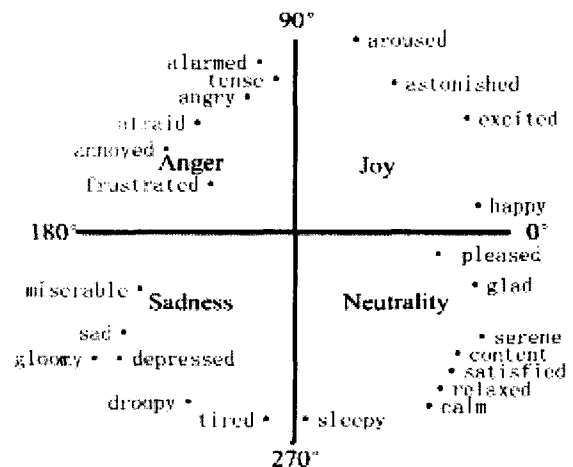 90°
aroused
alarmed
tense
astonished
angry
excited
afraid
annoyed
Anger
Joy
frustrated
happy
180°
0°
pleased
miserable
glad
Sadness
Neutrality
sad
serene
gloomy
depressed
content
satisfied
relaxed
droopy
calm
tired
sleepy
270°